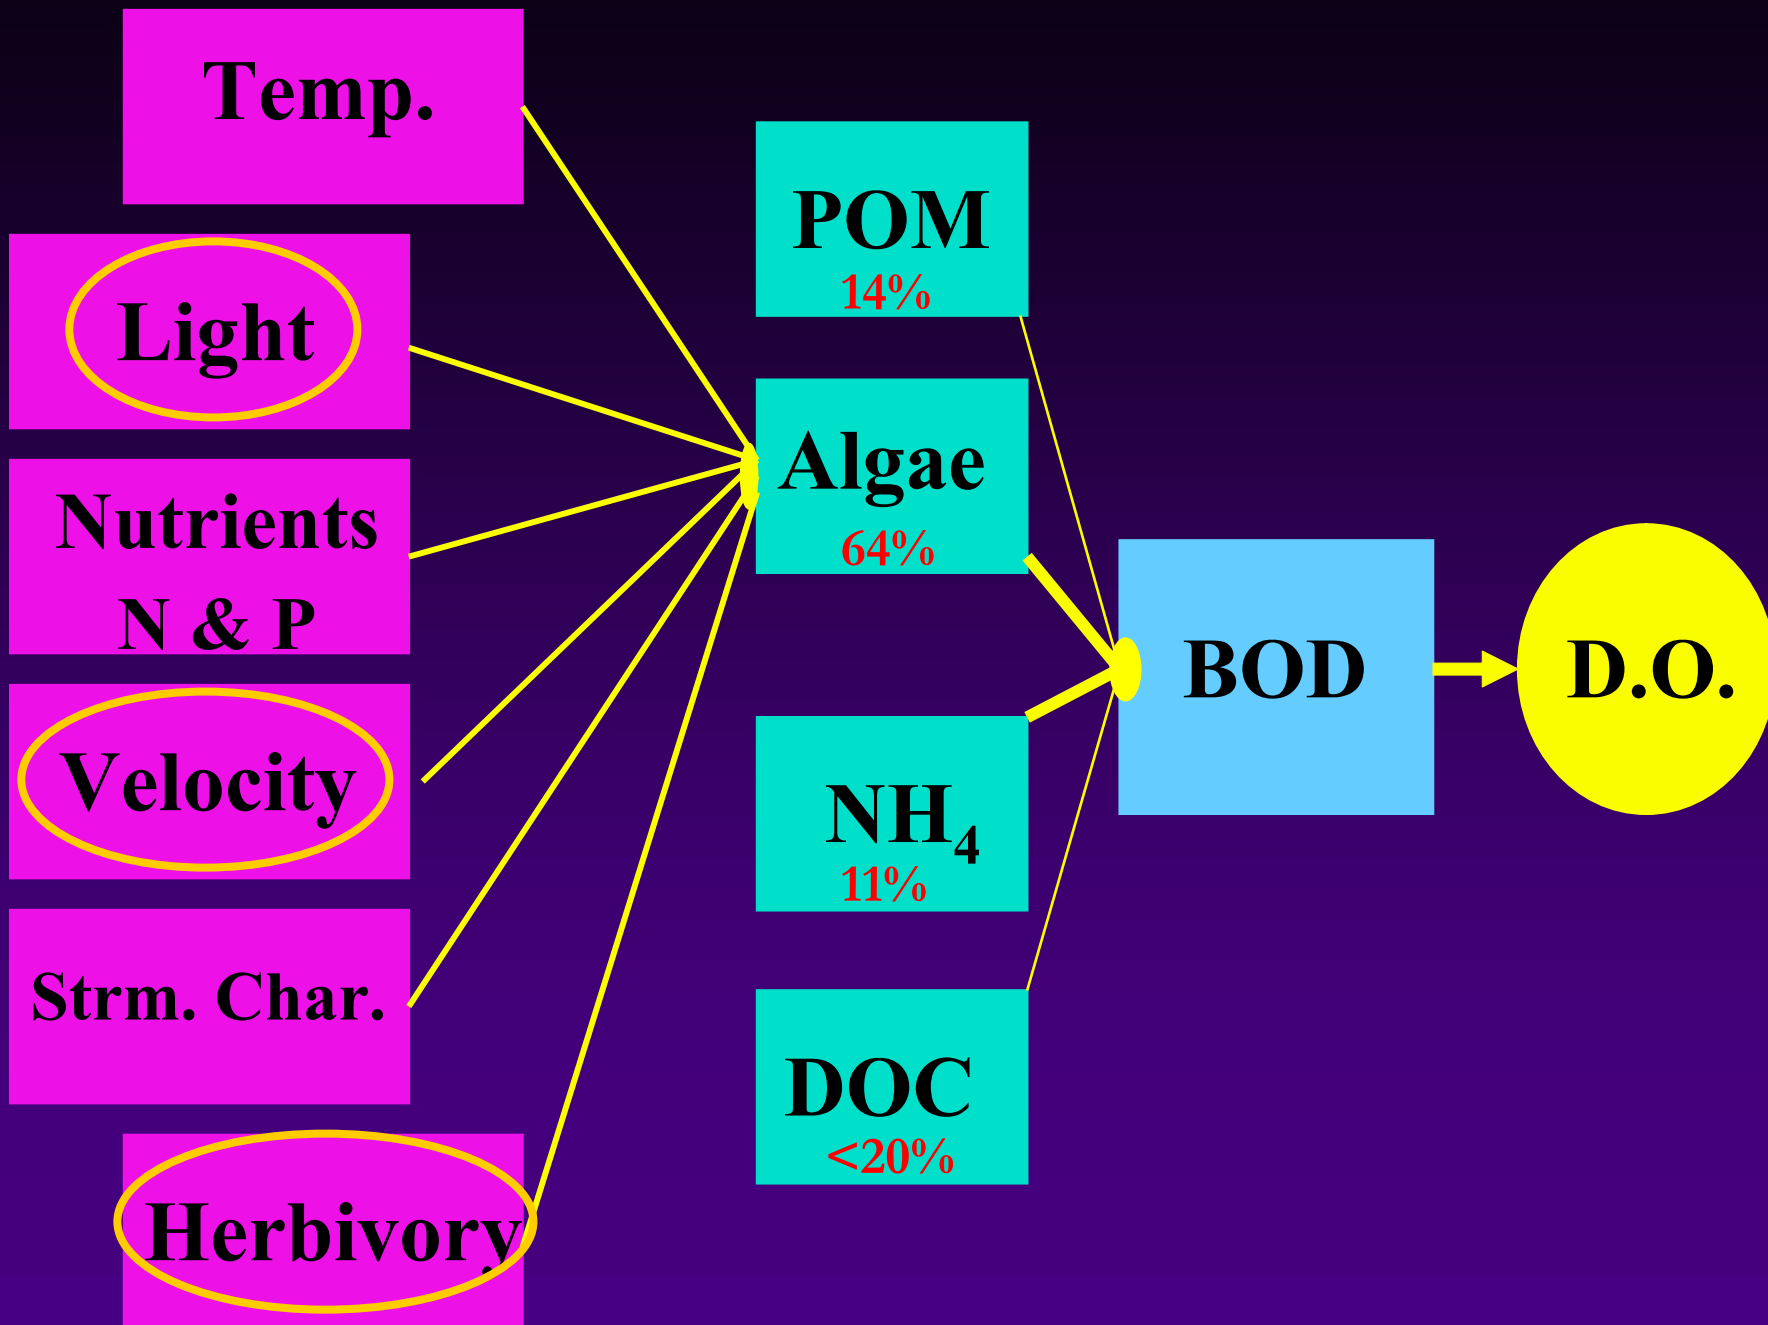 Temp.
Light
Nutrients
N & P
Velocity
Strm. Char.
Herbivory
POM
14%
Algae
64%
NH₄
11%
DOC
<20%
BOD
D.O.